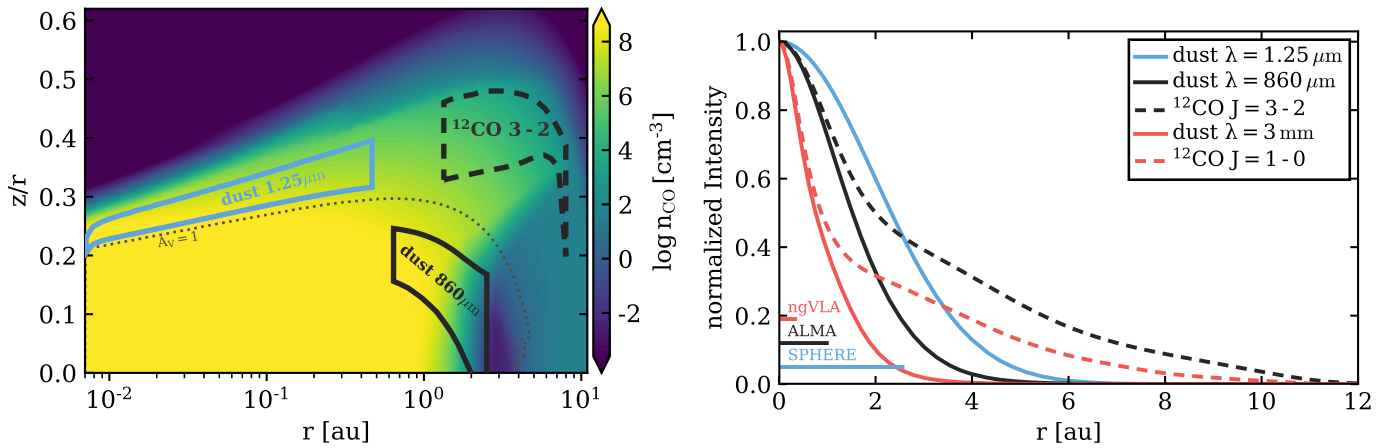 0.6
0.5
0.4
0.3
0.2
0.1
0.0
z/r
10⁻²
10⁻¹
10⁰
10¹
r [au]
¹²CO 3 - 2
dust 1.25 μm
A_V = 1
dust 860 μm
8
6
4
2
0
-2
log n_CO [cm⁻³]
1.0
0.8
0.6
0.4
0.2
0.0
normalized Intensity
0
2
4
6
8
10
12
r [au]
dust λ = 1.25 μm
dust λ = 860 μm
¹²CO J = 3 - 2
dust λ = 3 mm
¹²CO J = 1 - 0
ngVLA
ALMA
SPHERE